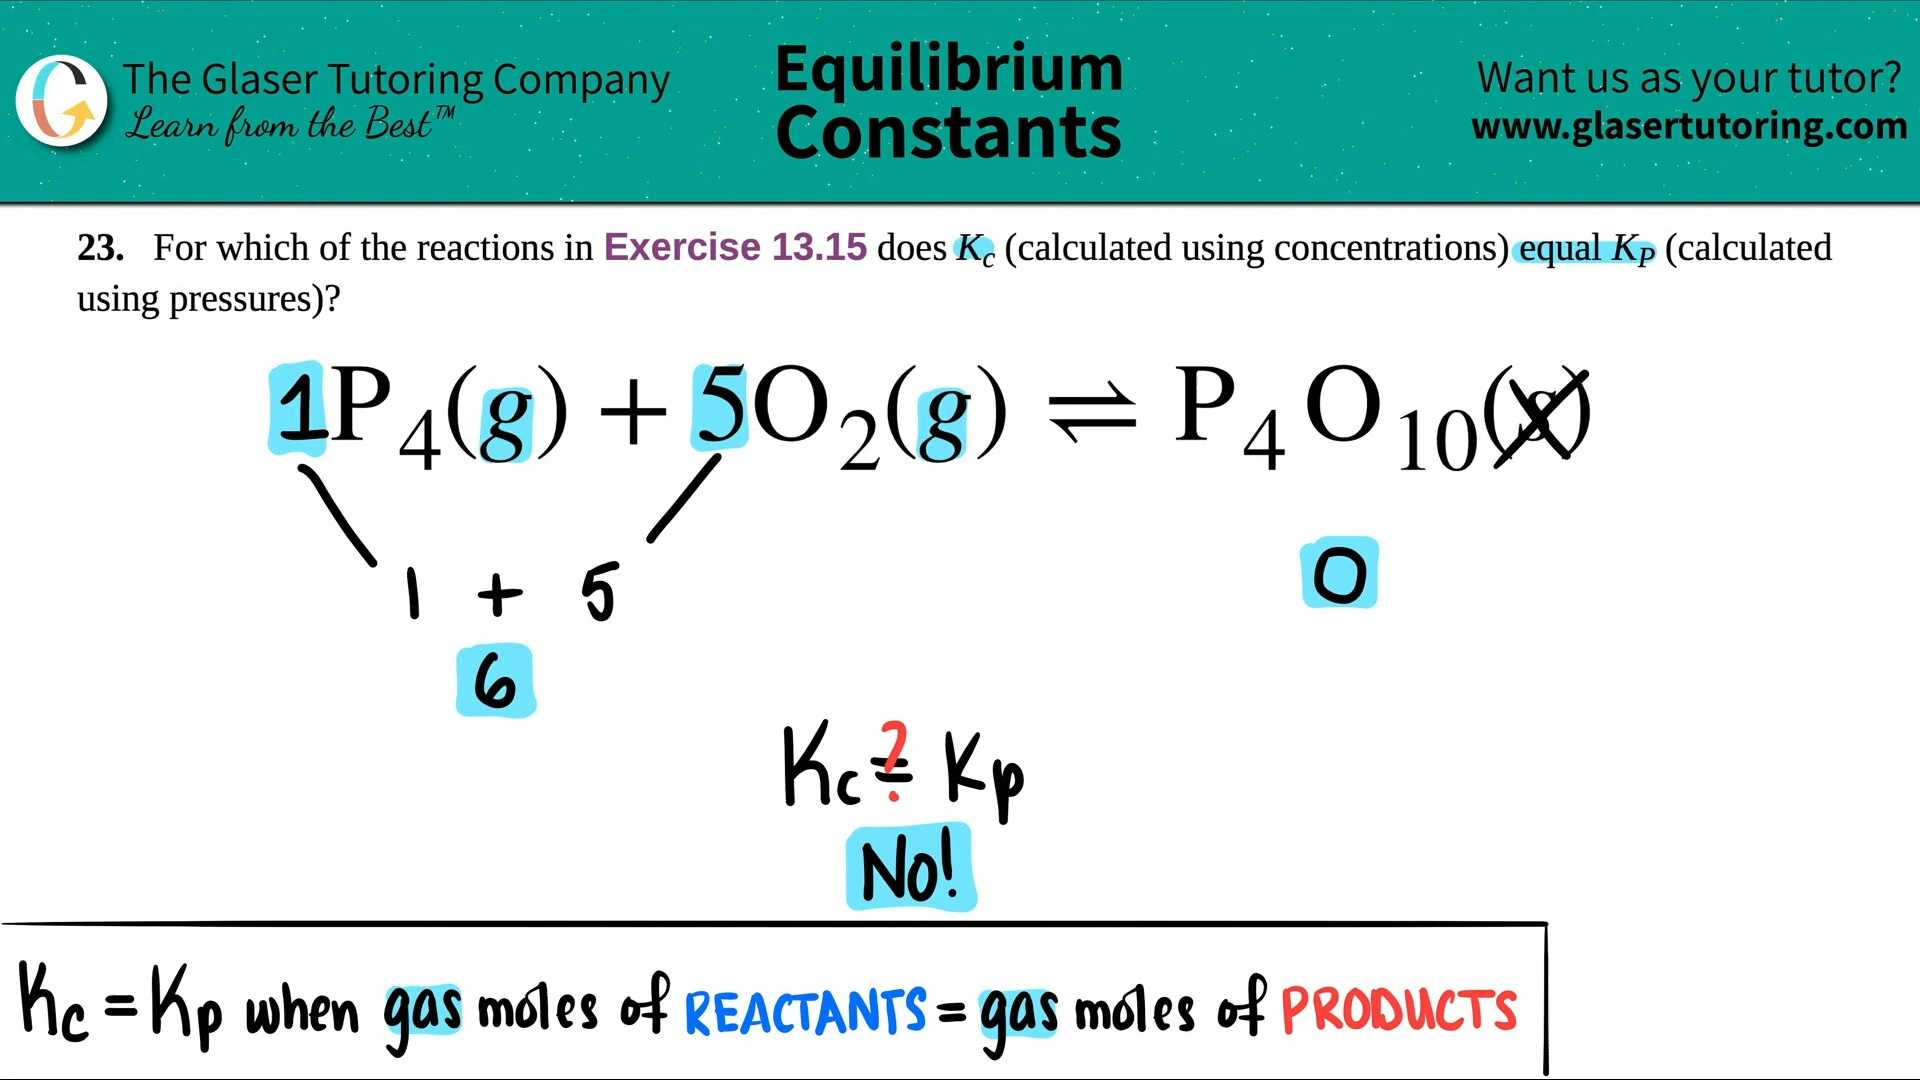 The Glaser Tutoring Company
Learn from the Best™
Equilibrium
Constants
Want us as your tutor?
www.glasertutoring.com
23. For which of the reactions in Exercise 13.15 does Kc (calculated using concentrations) equal KP (calculated
using pressures)?
1P4(g) + 5O2(g) ⇌ P4O10(s)
1 + 5
0
6
Kc =? Kp
No!
Kc = Kp when gas moles of REACTANTS = gas moles of PRODUCTS